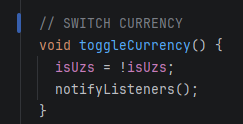 // SWITCH CURRENCY
void toggleCurrency() {
  isUzs = !isUzs;
  notifyListeners();
}